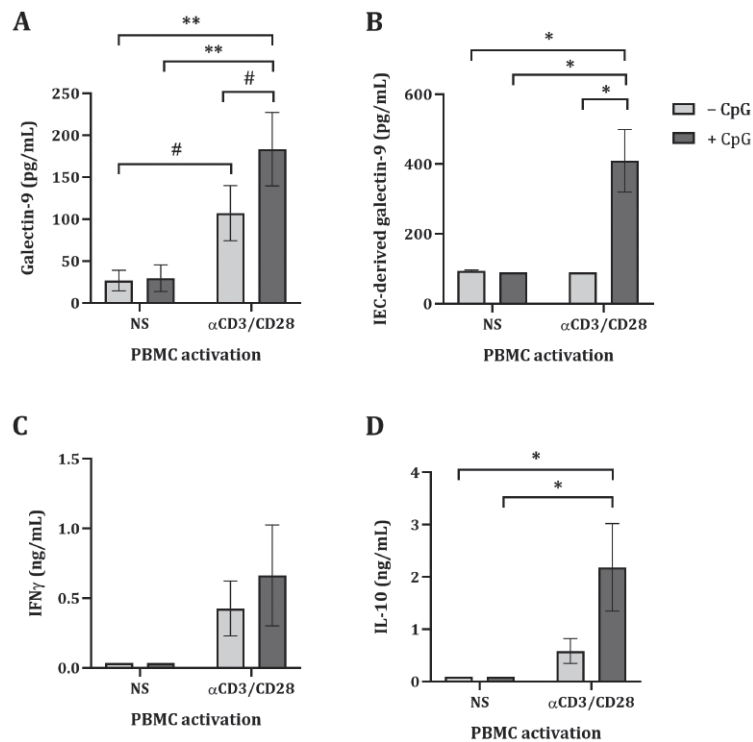 A
**
**
#
#
Galectin-9 (pg/mL)
250
200
150
100
50
0
NS
αCD3/CD28
PBMC activation
B
*
*
*
IEC-derived galectin-9 (pg/mL)
600
400
200
0
NS
αCD3/CD28
PBMC activation
– CpG
+ CpG
C
IFNγ (ng/mL)
1.5
1.0
0.5
0.0
NS
αCD3/CD28
PBMC activation
D
*
*
IL-10 (ng/mL)
4
3
2
1
0
NS
αCD3/CD28
PBMC activation